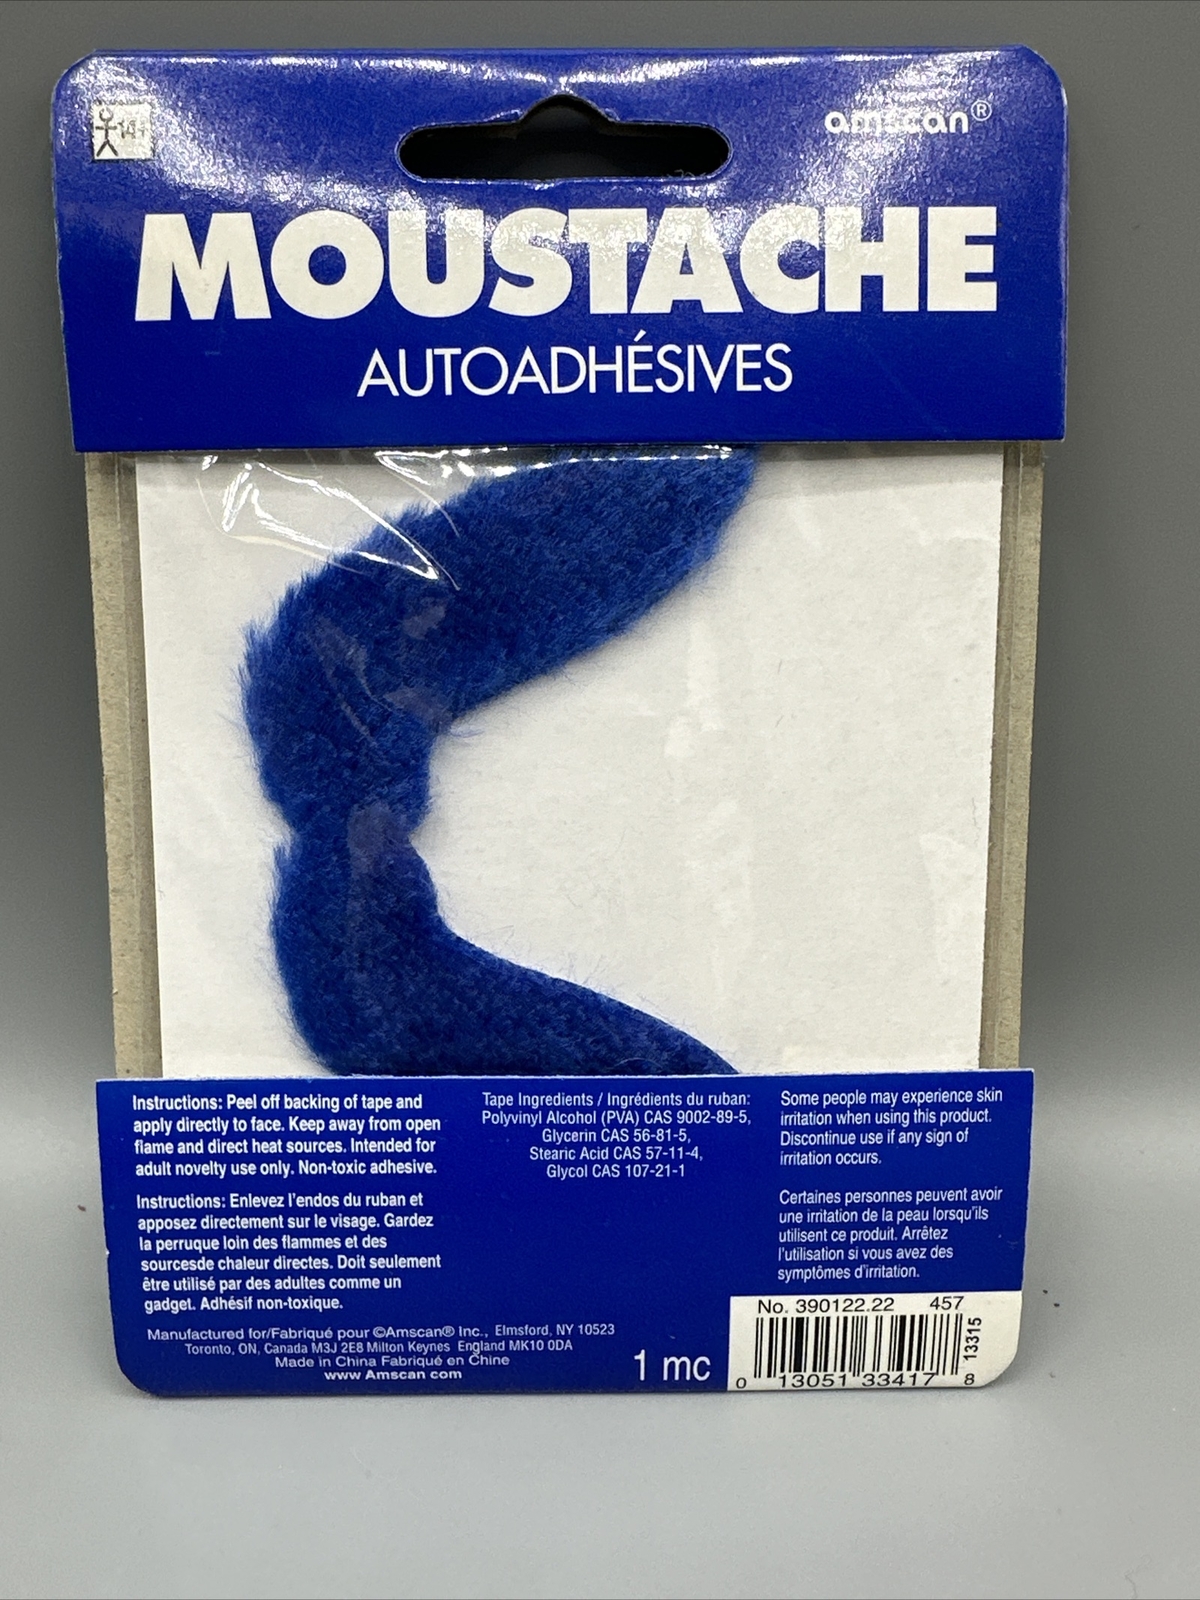 14+
amscan®
MOUSTACHE
AUTOADHÉSIVES
Instructions: Peel off backing of tape and
apply directly to face. Keep away from open
flame and direct heat sources. Intended for
adult novelty use only. Non-toxic adhesive.
Instructions: Enlevez l'endos du ruban et
apposez directement sur le visage. Gardez
la perruque loin des flammes et des
sourcesde chaleur directes. Doit seulement
être utilisé par des adultes comme un
gadget. Adhésif non-toxique.
Manufactured for/Fabriqué pour ©Amscan® Inc., Elmsford, NY 10523
Toronto, ON, Canada M3J 2E8 Milton Keynes England MK10 0DA
Made in China Fabriqué en Chine
www Amscan com
Tape Ingredients / Ingrédients du ruban:
Polyvinyl Alcohol (PVA) CAS 9002-89-5,
Glycerin CAS 56-81-5,
Stearic Acid CAS 57-11-4,
Glycol CAS 107-21-1
1 mc
Some people may experience skin
irritation when using this product.
Discontinue use if any sign of
irritation occurs.
Certaines personnes peuvent avoir
une irritation de la peau lorsqu'ils
utilisent ce produit. Arrêtez
l'utilisation si vous avez des
symptômes d'irritation.
No. 390122.22 457
13315
0 13051 33417 8